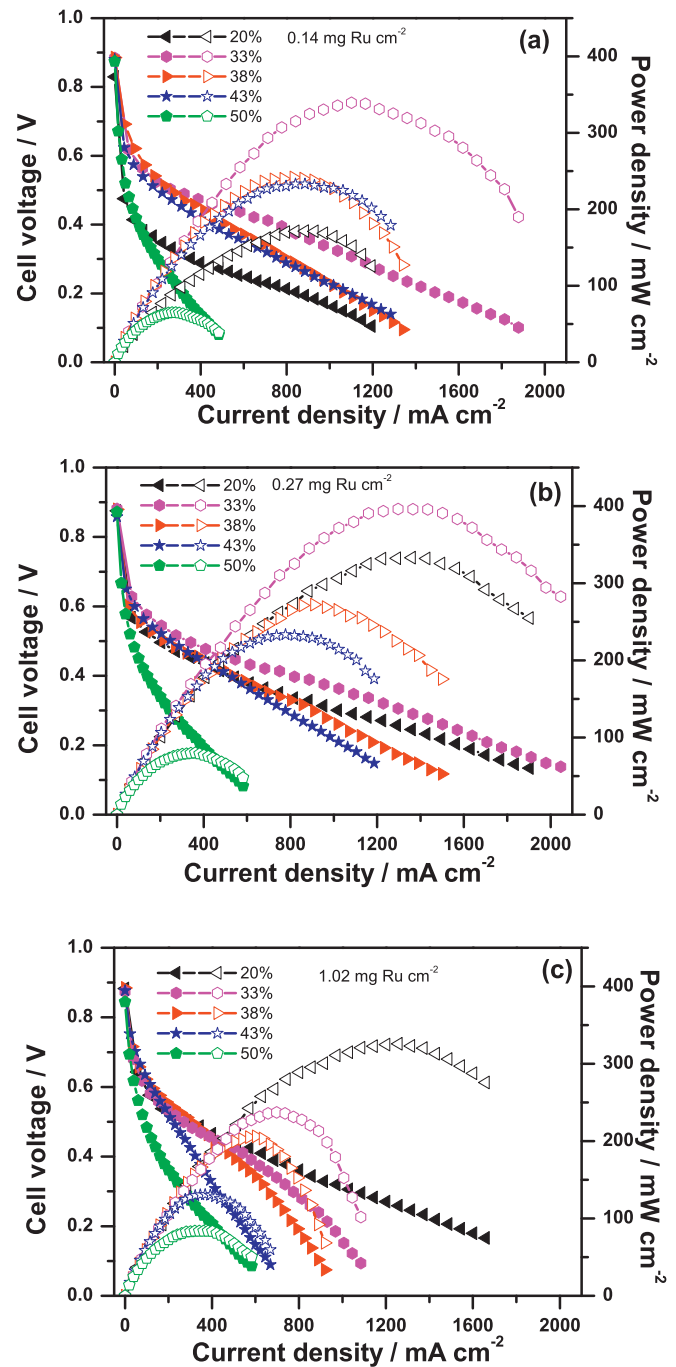 (a)
0.14 mg Ru cm-2
20%
33%
38%
43%
50%
1.0
0.8
0.6
0.4
0.2
0.0
Cell voltage / V
400
300
200
100
0
Power density / mW cm-2
0 400 800 1200 1600 2000
Current density / mA cm-2
(b)
0.27 mg Ru cm-2
20%
33%
38%
43%
50%
1.0
0.8
0.6
0.4
0.2
0.0
Cell voltage / V
400
300
200
100
0
Power density / mW cm-2
0 400 800 1200 1600 2000
Current density / mA cm-2
(c)
1.02 mg Ru cm-2
20%
33%
38%
43%
50%
1.0
0.8
0.6
0.4
0.2
0.0
Cell voltage / V
400
300
200
100
0
Power density / mW cm-2
0 400 800 1200 1600 2000
Current density / mA cm-2